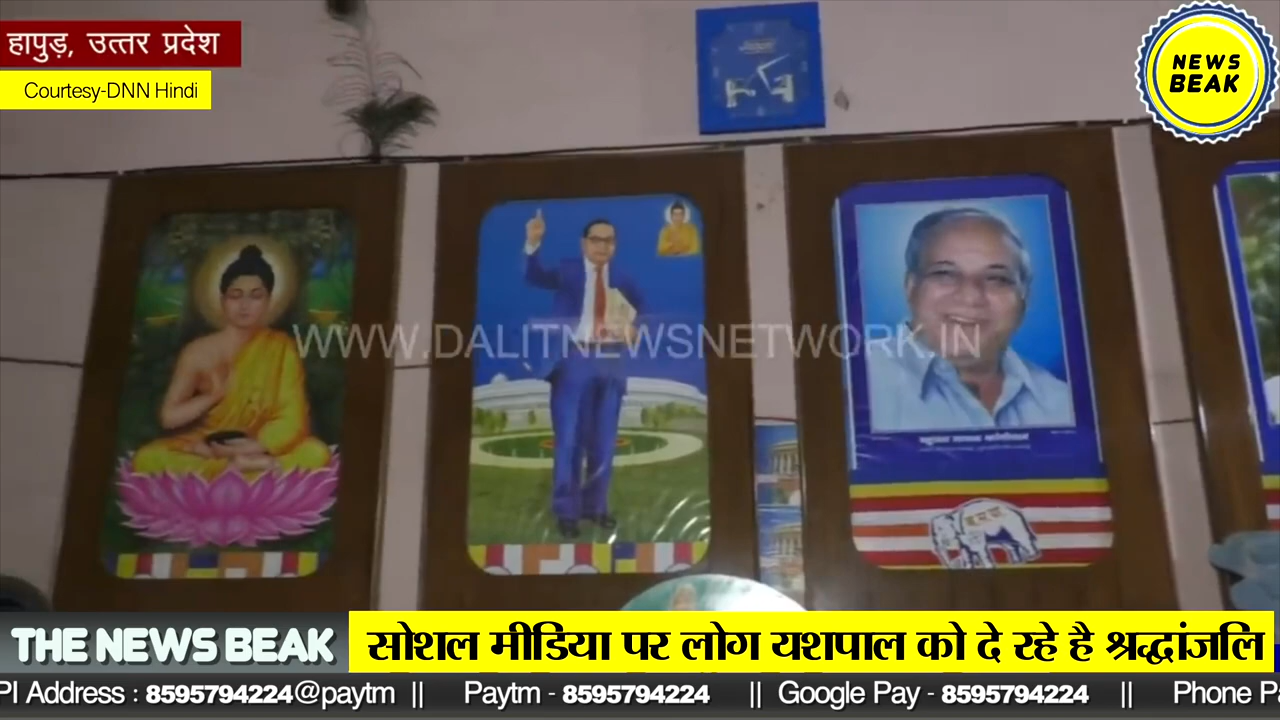 हापुड़, उत्तर प्रदेश
Courtesy-DNN Hindi
NEWS
BEAK
WWW.DALITNEWSNETWORK.IN
THE NEWS BEAK
सोशल मीडिया पर लोग यशपाल को दे रहे है श्रद्धांजलि
PI Address : 8595794224@paytm || Paytm - 8595794224 || Google Pay - 8595794224 || Phone Pa